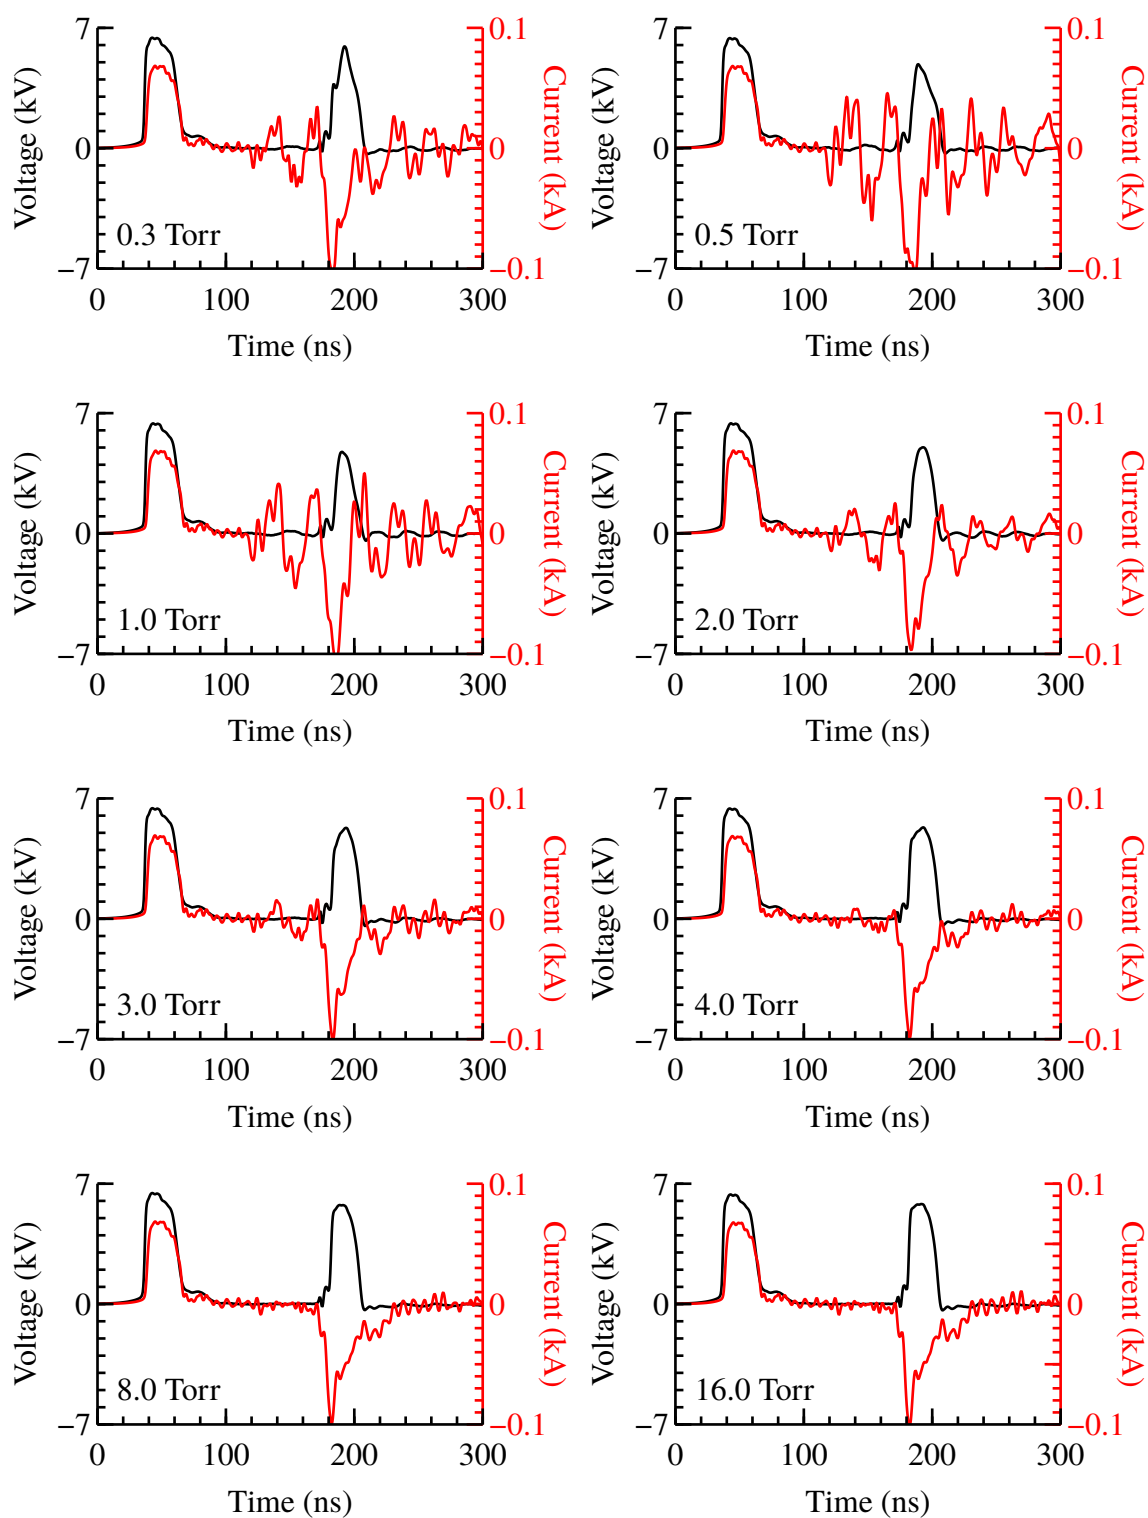 7
0
−7
Voltage (kV)
0.3 Torr
0.1
0
−0.1
Current (kA)
0 100 200 300
Time (ns)
7
0
−7
Voltage (kV)
0.5 Torr
0.1
0
−0.1
Current (kA)
0 100 200 300
Time (ns)
7
0
−7
Voltage (kV)
1.0 Torr
0.1
0
−0.1
Current (kA)
0 100 200 300
Time (ns)
7
0
−7
Voltage (kV)
2.0 Torr
0.1
0
−0.1
Current (kA)
0 100 200 300
Time (ns)
7
0
−7
Voltage (kV)
3.0 Torr
0.1
0
−0.1
Current (kA)
0 100 200 300
Time (ns)
7
0
−7
Voltage (kV)
4.0 Torr
0.1
0
−0.1
Current (kA)
0 100 200 300
Time (ns)
7
0
−7
Voltage (kV)
8.0 Torr
0.1
0
−0.1
Current (kA)
0 100 200 300
Time (ns)
7
0
−7
Voltage (kV)
16.0 Torr
0.1
0
−0.1
Current (kA)
0 100 200 300
Time (ns)